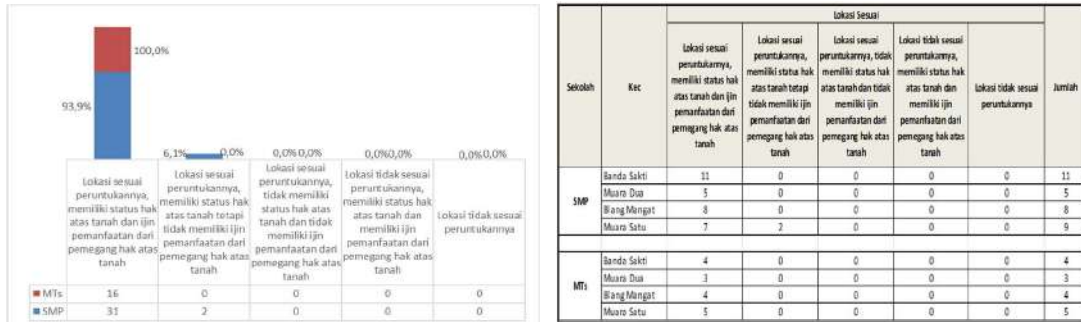 100,0%
93,9%
6,1% 0,0% 0,0% 0,0% 0,0% 0,0% 0,0% 0,0%
Lokasi sesuai
peruntukannya,
memiliki status hak
atas tanah dan ijin
pemanfaatan dari
pemegang hak atas
tanah
Lokasi sesuai
peruntukannya,
memiliki status hak
atas tanah tetapi
tidak memiliki ijin
pemanfaatan dari
pemegang hak atas
tanah
Lokasi sesuai
peruntukannya,
tidak memiliki
status hak atas
tanah dan tidak
memiliki ijin
pemanfaatan dari
pemegang hak atas
tanah
Lokasi tidak sesuai
peruntukannya,
memiliki status hak
atas tanah dan
memiliki ijin
pemanfaatan dari
pemegang hak atas
tanah
Lokasi tidak sesuai
peruntukannya
MTs 16 0 0 0 0
SMP 31 2 0 0 0
Sekolah
Kec
Lokasi Sesuai
Lokasi sesuai
peruntukannya,
memiliki status hak
atas tanah dan ijin
pemanfaatan dari
pemegang hak atas
tanah
Lokasi sesuai
peruntukannya,
memiliki status hak
atas tanah tetapi
tidak memiliki ijin
pemanfaatan dari
pemegang hak atas
tanah
Lokasi sesuai
peruntukannya, tidak
memiliki status hak
atas tanah dan tidak
memiliki ijin
pemanfaatan dari
pemegang hak atas
tanah
Lokasi tidak sesuai
peruntukannya,
memiliki status hak
atas tanah dan
memiliki ijin
pemanfaatan dari
pemegang hak atas
tanah
Lokasi tidak sesuai
peruntukannya
Jumlah
SMP
Banda Sakti 11 0 0 0 0 11
Muara Dua 5 0 0 0 0 5
Blang Mangat 8 0 0 0 0 8
Muara Satu 7 2 0 0 0 9
MTs
Banda Sakti 4 0 0 0 0 4
Muara Dua 3 0 0 0 0 3
Blang Mangat 4 0 0 0 0 4
Muara Satu 5 0 0 0 0 5